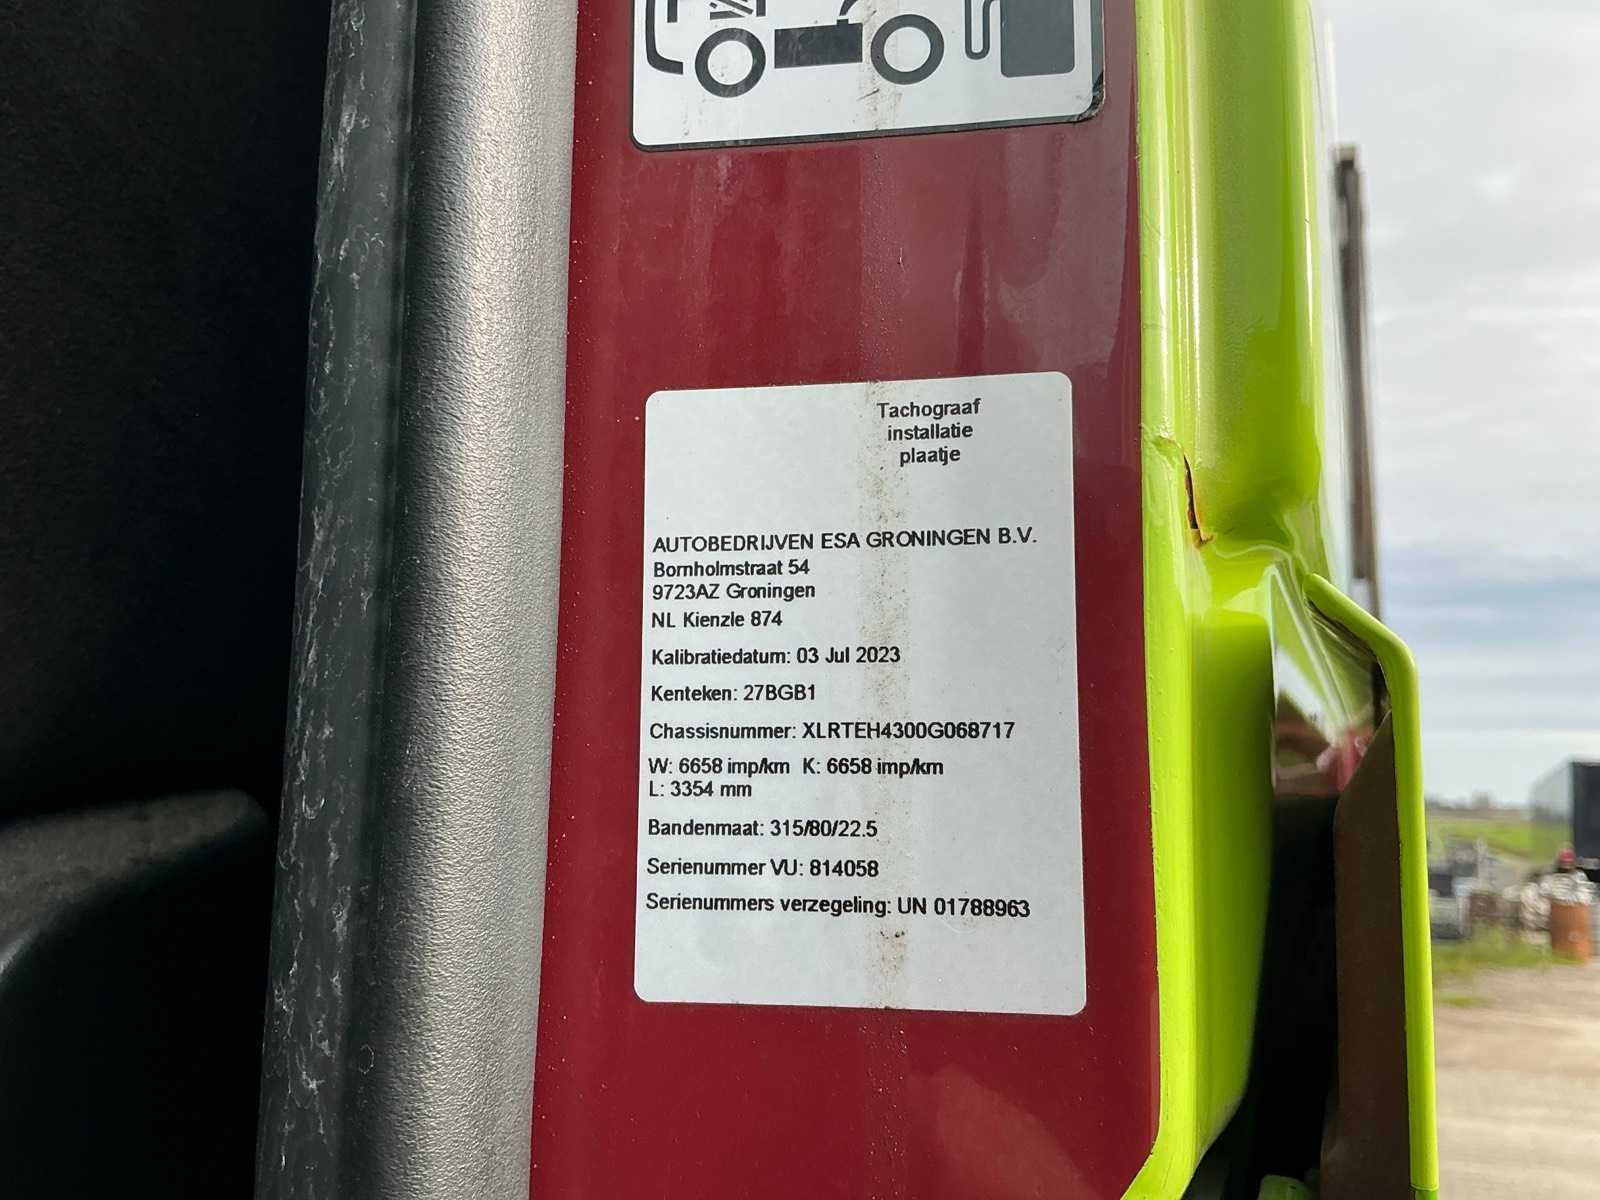 Tachograaf
installatie
plaatje
AUTOBEDRIJVEN ESA GRONINGEN B.V.
Bornholmstraat 54
9723AZ Groningen
NL Kienzle 874
Kalibratiedatum: 03 Jul 2023
Kenteken: 27BGB1
Chassisnummer: XLRTEH4300G068717
W: 6658 imp/km K: 6658 imp/km
L: 3354 mm
Bandenmaat: 315/80/22.5
Serienummer VU: 814058
Serienummers verzegeling: UN 01788963